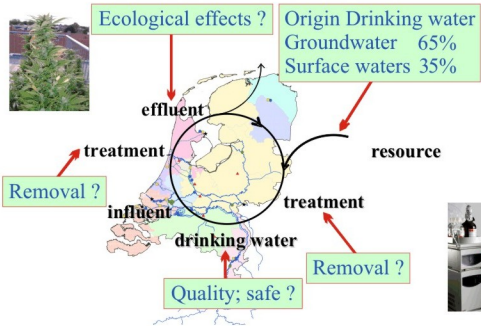 Ecological effects ?
Origin Drinking water
Groundwater 65%
Surface waters 35%
effluent
treatment
resource
Removal ?
influent
treatment
drinking water
Removal ?
Quality; safe ?